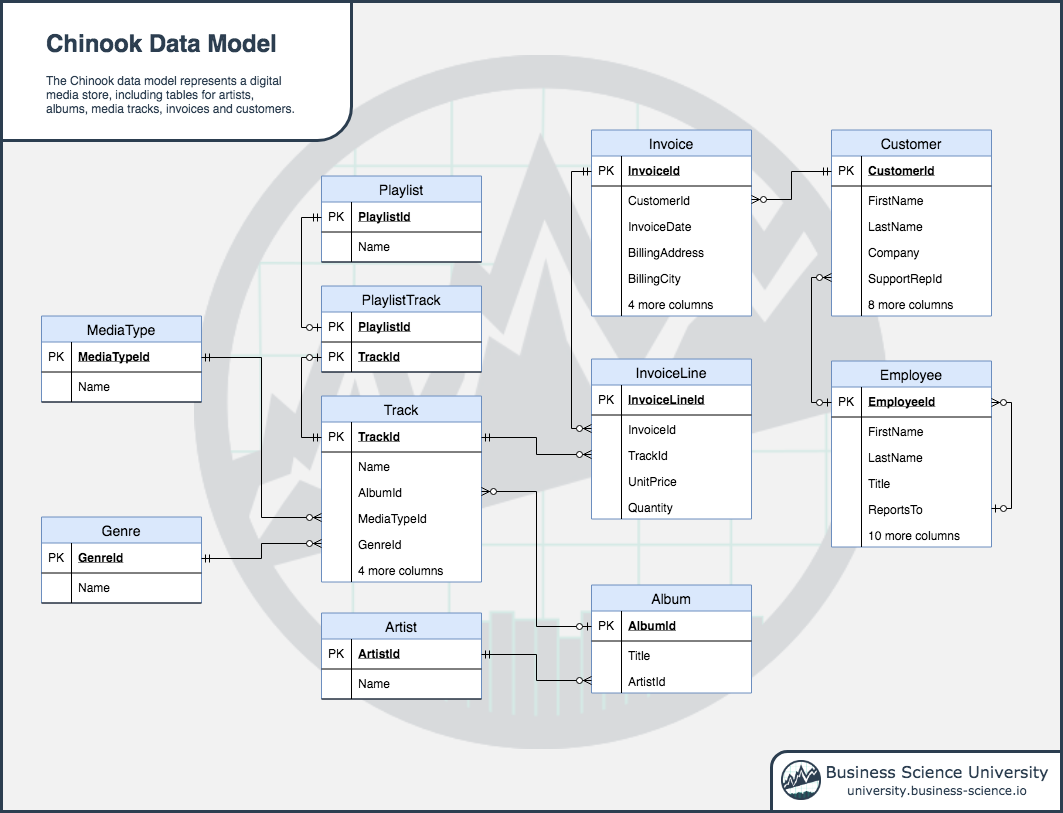 Chinook Data Model
The Chinook data model represents a digital
media store, including tables for artists,
albums, media tracks, invoices and customers.
Playlist
PK PlaylistId
Name
PlaylistTrack
PK PlaylistId
PK TrackId
MediaType
PK MediaTypeId
Name
Track
PK TrackId
Name
AlbumId
MediaTypeId
GenreId
4 more columns
Genre
PK GenreId
Name
Artist
PK ArtistId
Name
Invoice
PK InvoiceId
CustomerId
InvoiceDate
BillingAddress
BillingCity
4 more columns
InvoiceLine
PK InvoiceLineId
InvoiceId
TrackId
UnitPrice
Quantity
Album
PK AlbumId
Title
ArtistId
Customer
PK CustomerId
FirstName
LastName
Company
SupportRepId
8 more columns
Employee
PK EmployeeId
FirstName
LastName
Title
ReportsTo
10 more columns
Business Science University
university.business-science.io